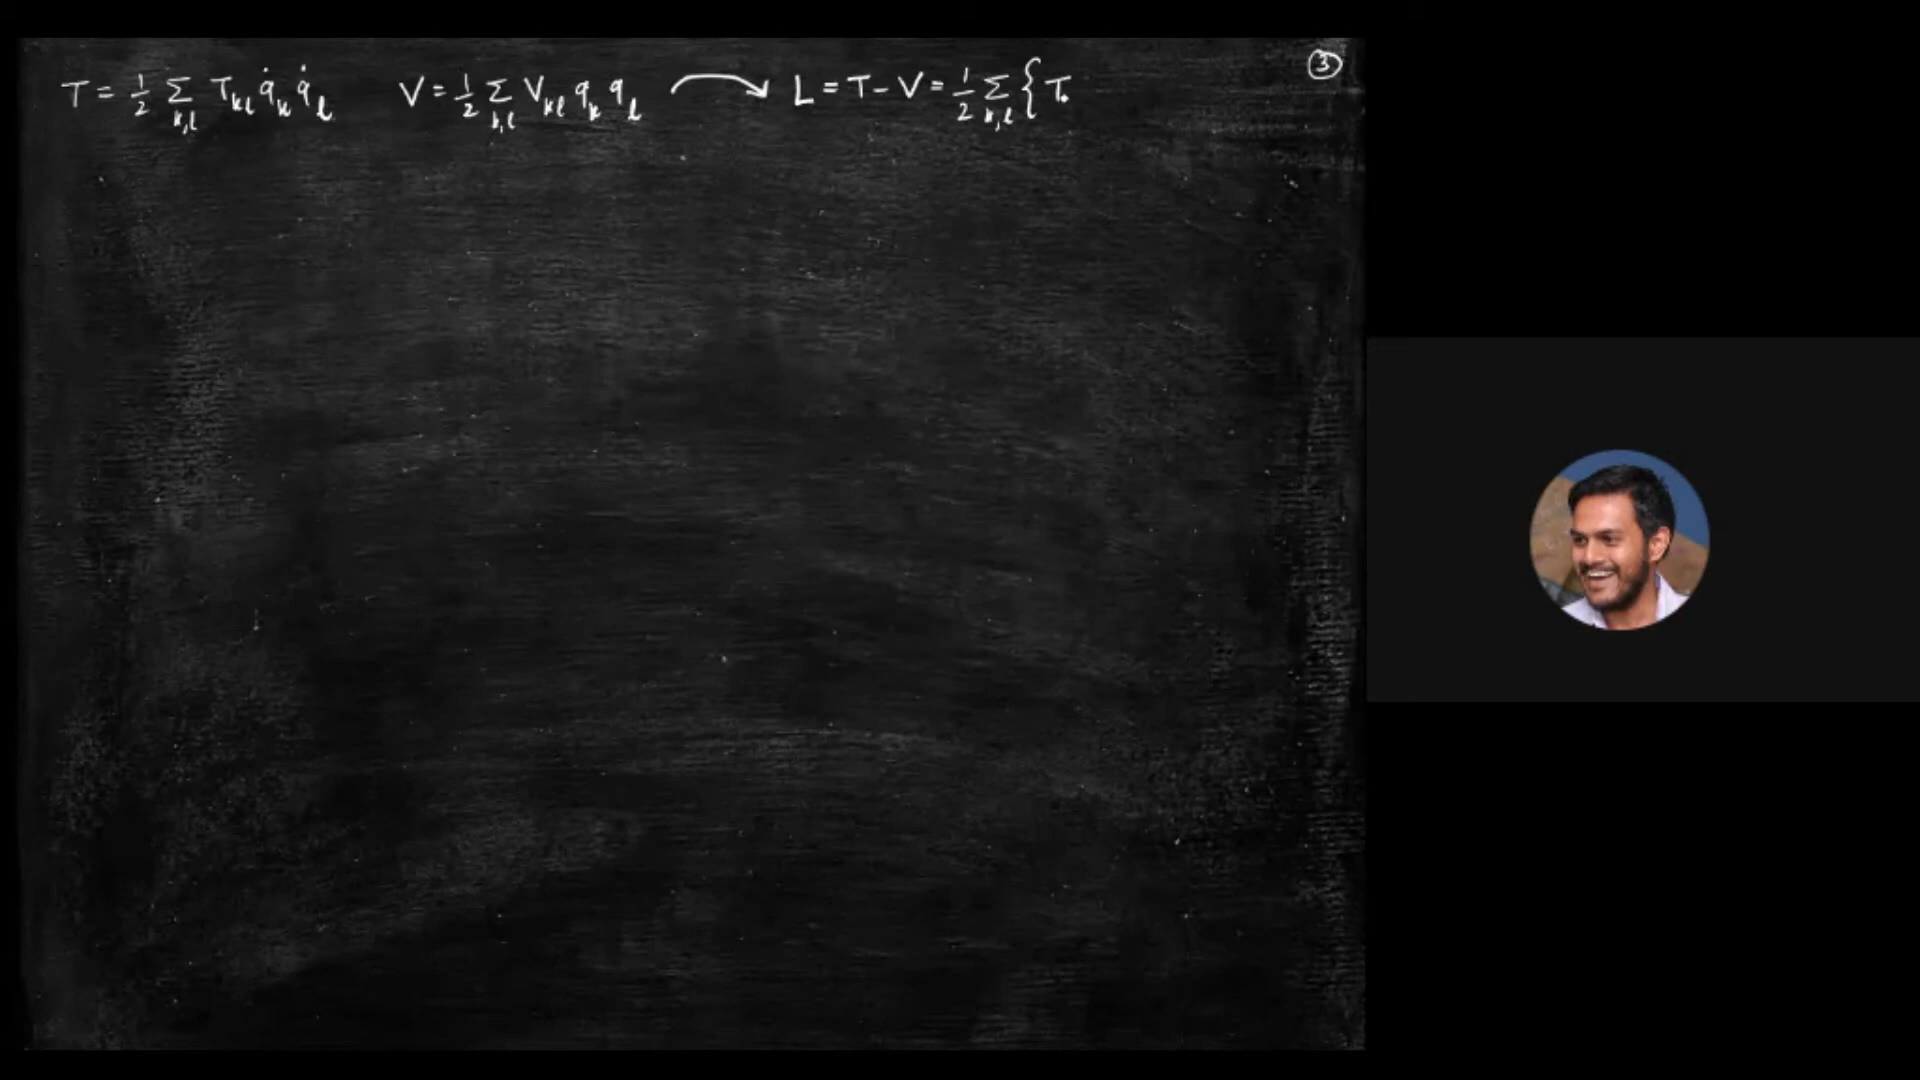 ③
T = ½ Σ_{k,l} T_{kl} q̇_k q̇_l V = ½ Σ_{k,l} V_{kl} q_k q_l → L = T - V = ½ Σ_{k,l} { T